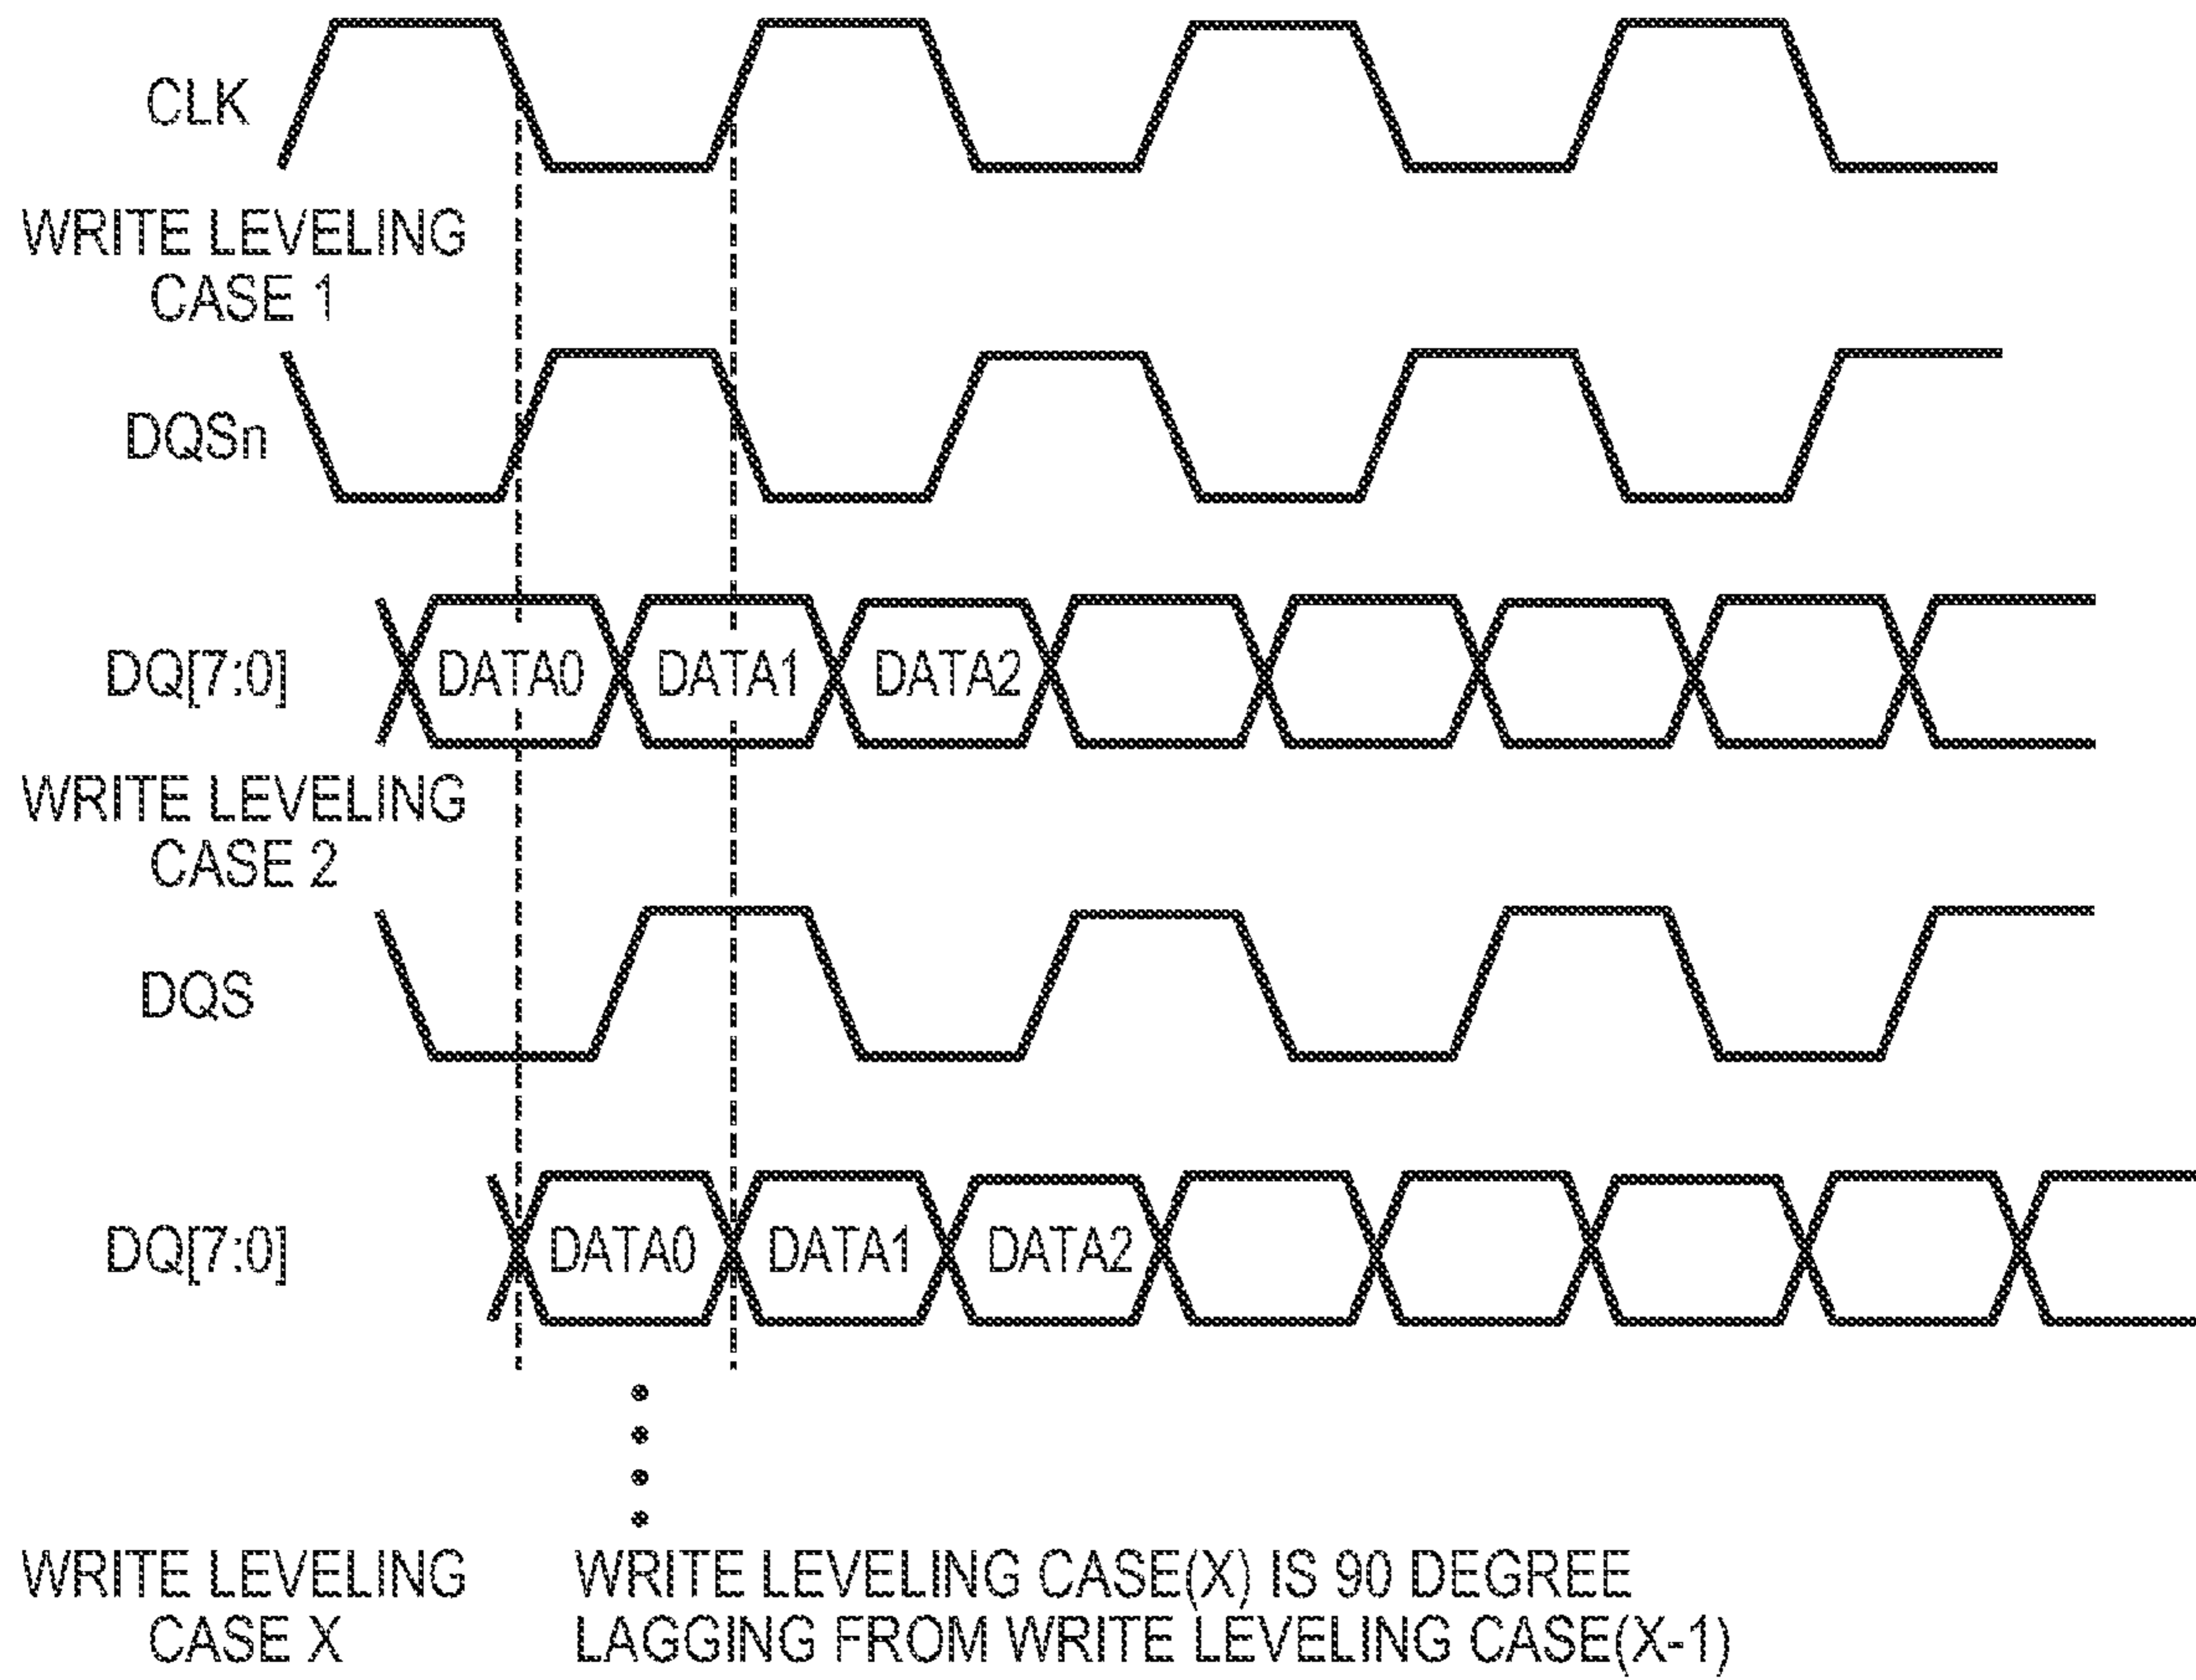 CLK
WRITE LEVELING
CASE 1
DQSn
DQ[7:0]
DATA0
DATA1
DATA2
WRITE LEVELING
CASE 2
DQS
DQ[7:0]
DATA0
DATA1
DATA2
WRITE LEVELING
CASE X
WRITE LEVELING CASE(X) IS 90 DEGREE
LAGGING FROM WRITE LEVELING CASE(X-1)